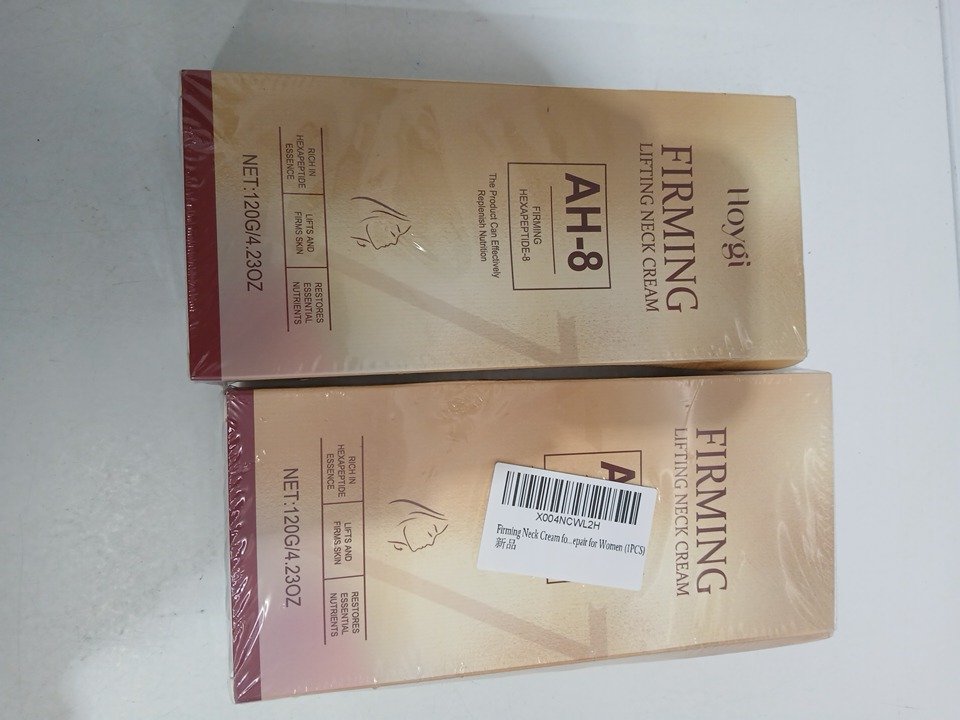 Hoygi
FIRMING
LIFTING NECK CREAM
AH-8
FIRMING
HEXAPEPTIDE-8
The Product Can Effectively
Replenish Nutrition
RICH IN
HEXAPEPTIDE
ESSENCE
LIFTS AND
FIRMS SKIN
RESTORES
ESSENTIAL
NUTRIENTS
NET:120G/4.23OZ
FIRMING
LIFTING NECK CREAM
A
X004NCWL2H
Firming Neck Cream fo...epair for Women (1PCS)
新品
RICH IN
HEXAPEPTIDE
ESSENCE
LIFTS AND
FIRMS SKIN
RESTORES
ESSENTIAL
NUTRIENTS
NET:120G/4.23OZ